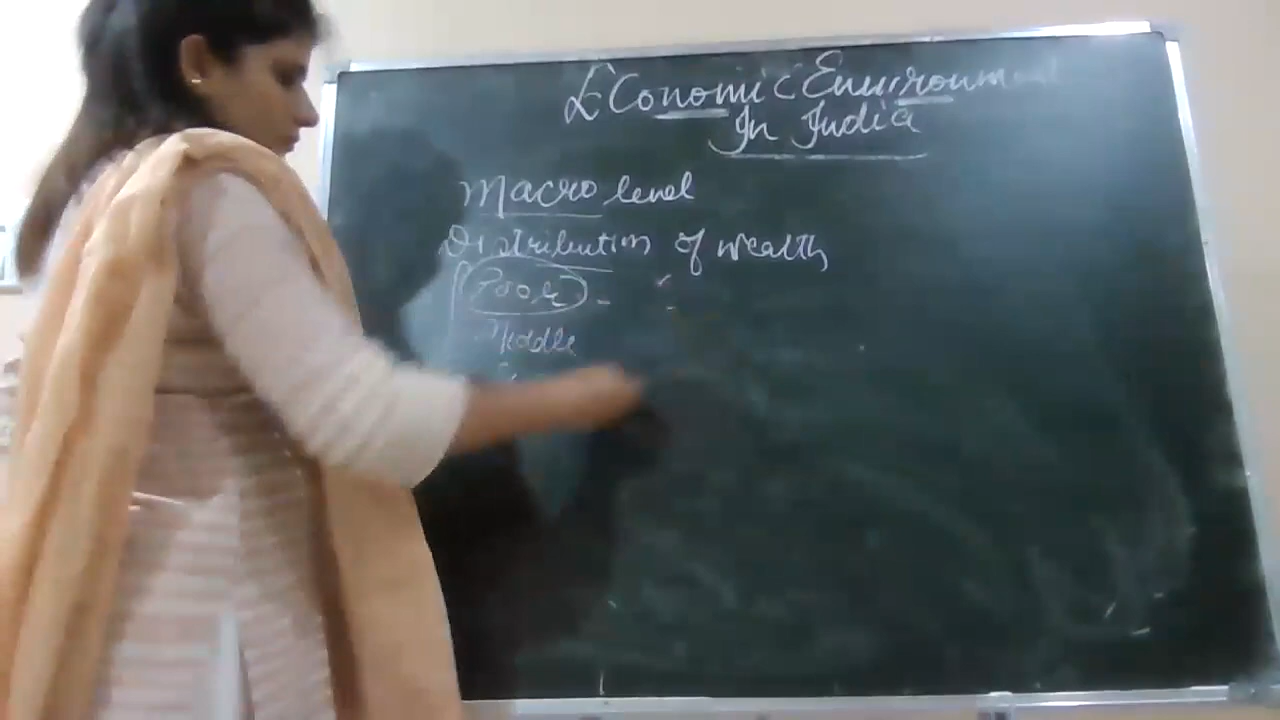 Economic Environment
In India
Macro level
Distribution of wealth
Poor -
Middle